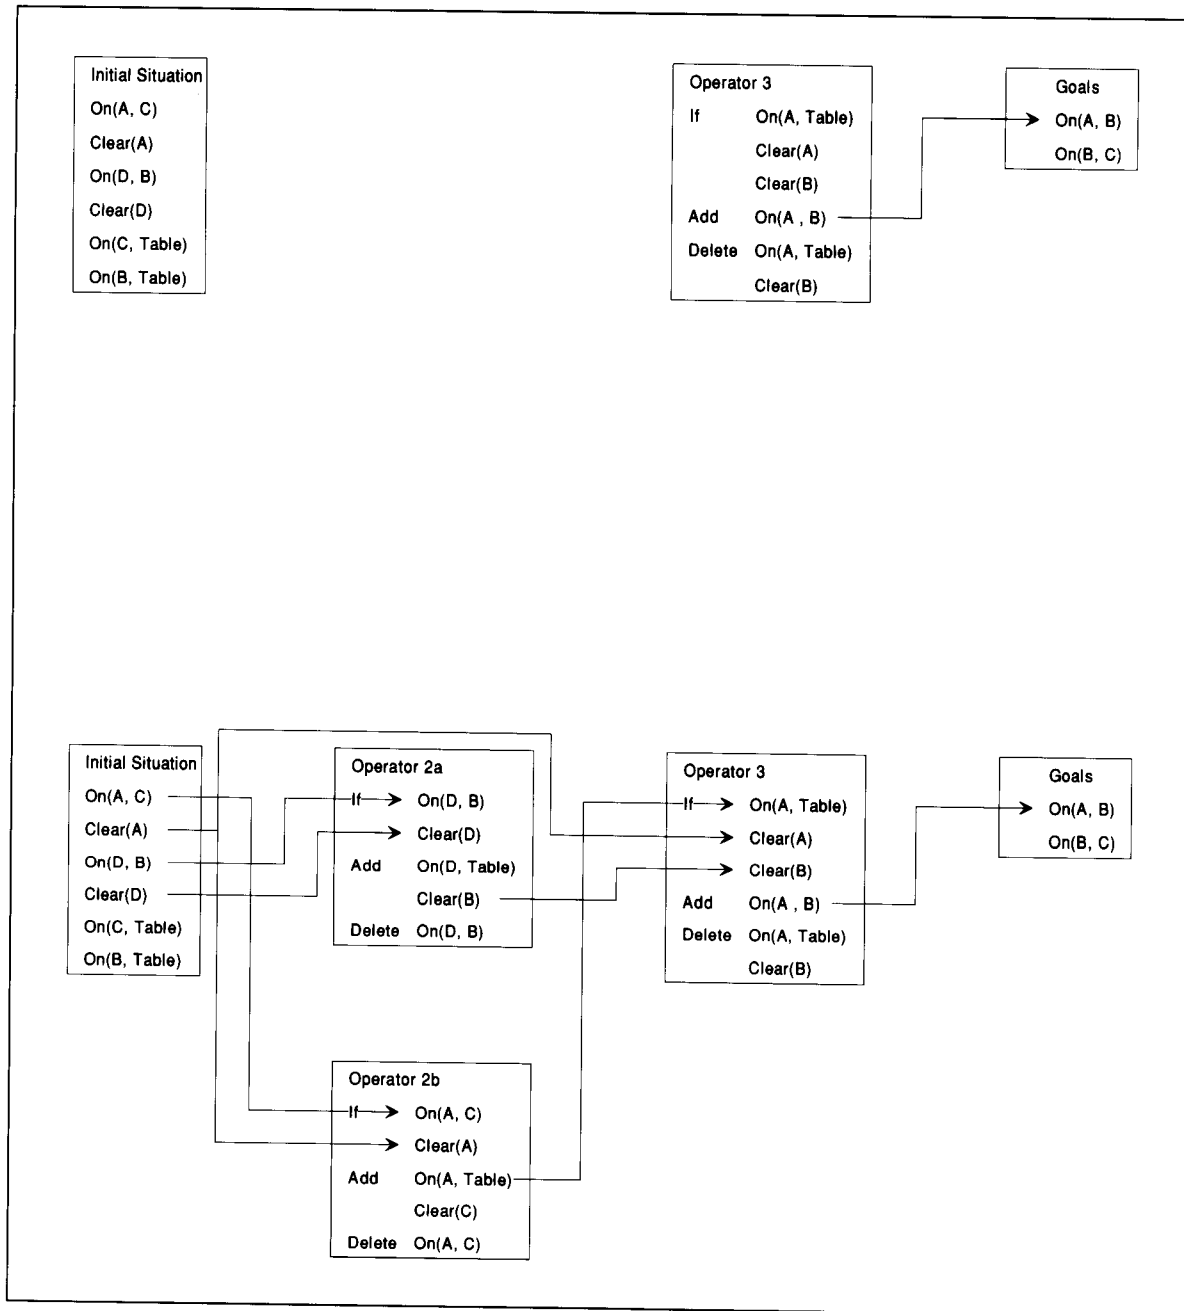 Initial Situation
On(A, C)
Clear(A)
On(D, B)
Clear(D)
On(C, Table)
On(B, Table)
Operator 3
If On(A, Table)
Clear(A)
Clear(B)
Add On(A , B)
Delete On(A, Table)
Clear(B)
Goals
On(A, B)
On(B, C)
Initial Situation
On(A, C)
Clear(A)
On(D, B)
Clear(D)
On(C, Table)
On(B, Table)
Operator 2a
If On(D, B)
Clear(D)
Add On(D, Table)
Clear(B)
Delete On(D, B)
Operator 3
If On(A, Table)
Clear(A)
Clear(B)
Add On(A , B)
Delete On(A, Table)
Clear(B)
Goals
On(A, B)
On(B, C)
Operator 2b
If On(A, C)
Clear(A)
Add On(A, Table)
Clear(C)
Delete On(A, C)